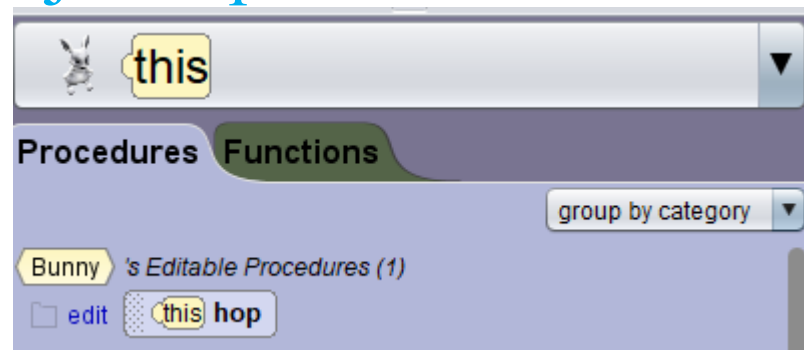 this
Procedures Functions
group by category
Bunny 's Editable Procedures (1)
edit this hop